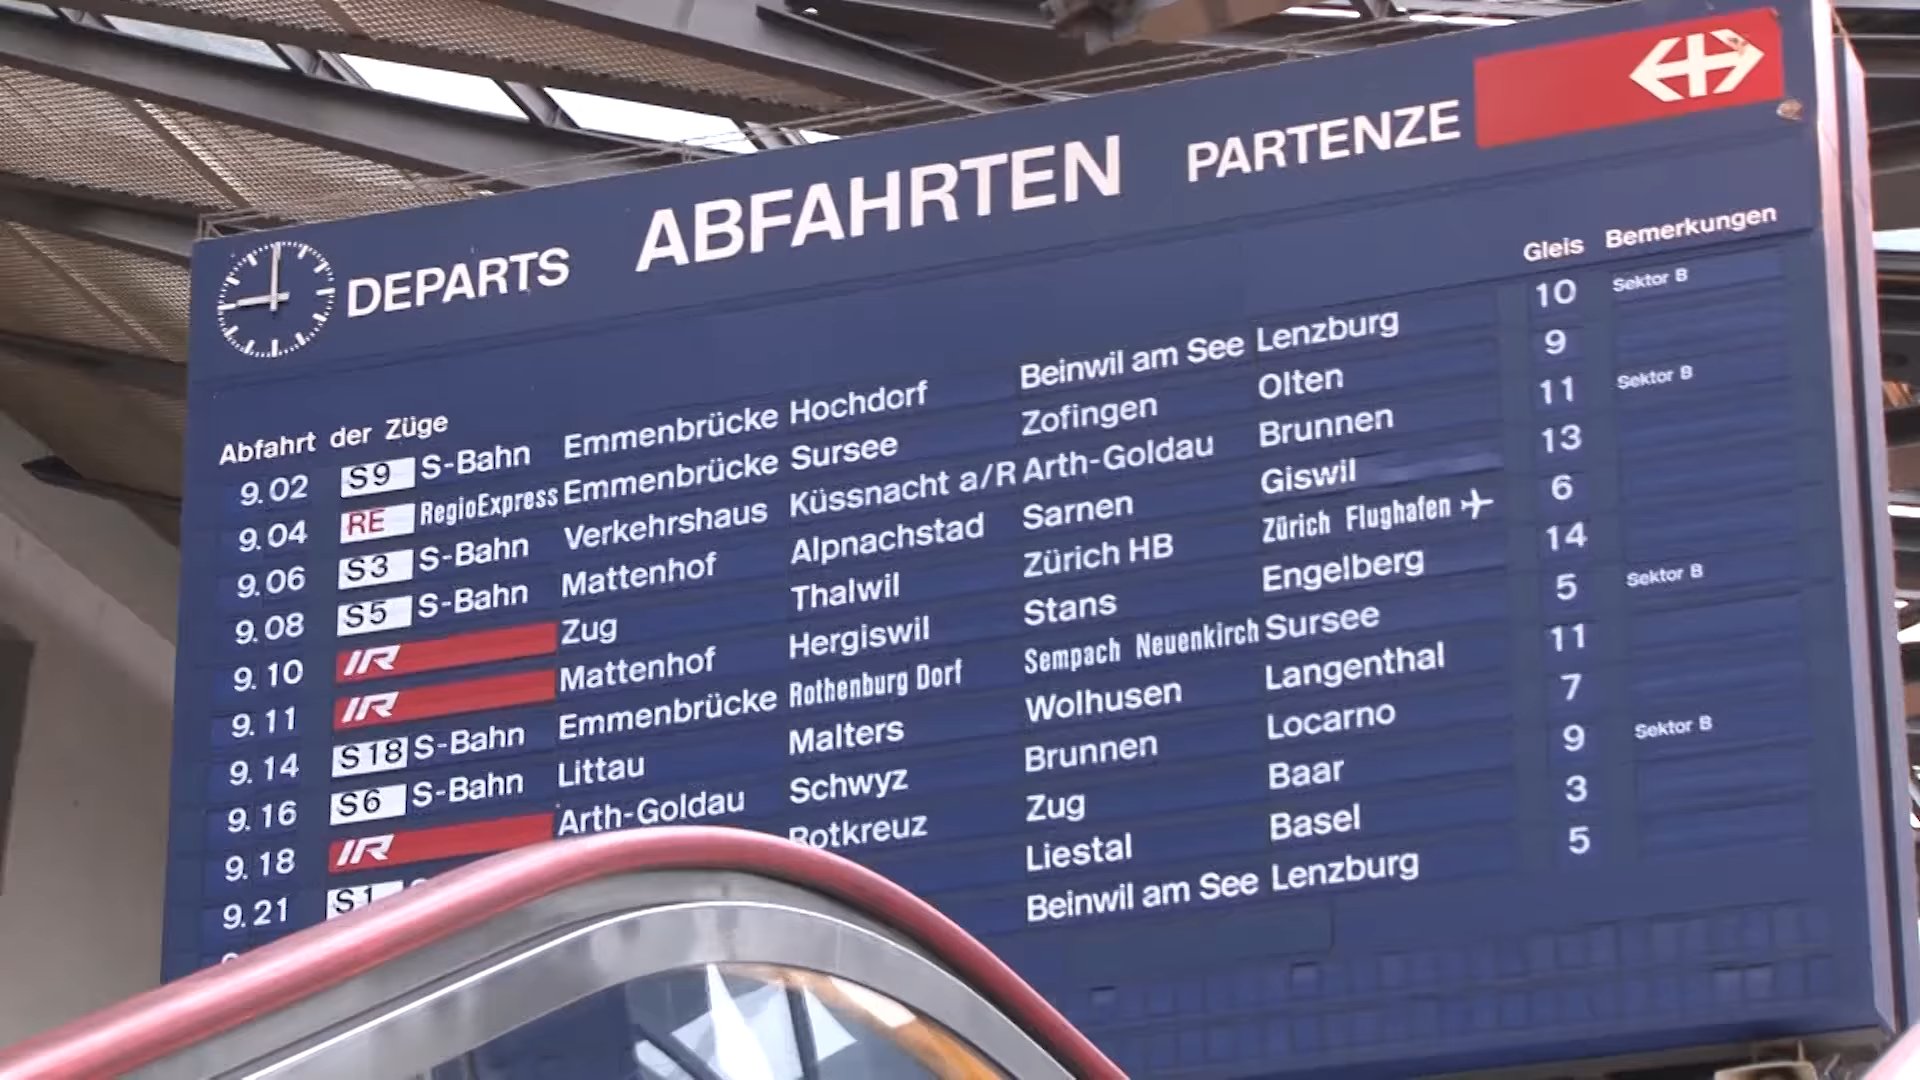 DEPARTS ABFAHRTEN PARTENZE
Abfahrt der Züge Gleis Bemerkungen
9.02 S9 S-Bahn Emmenbrücke Hochdorf Beinwil am See Lenzburg 10 Sektor B
9.04 RE RegioExpress Emmenbrücke Sursee Zofingen Olten 9
9.06 S3 S-Bahn Verkehrshaus Küssnacht a/R Arth-Goldau Brunnen 11 Sektor B
9.08 S5 S-Bahn Mattenhof Alpnachstad Sarnen Giswil 13
9.10 IR Zug Thalwil Zürich HB Zürich Flughafen 6
9.11 IR Mattenhof Hergiswil Stans Engelberg 14
9.14 S18 S-Bahn Emmenbrücke Rothenburg Dorf Sempach Neuenkirch Sursee 5 Sektor B
9.16 S6 S-Bahn Littau Malters Wolhusen Langenthal 11
9.18 IR Arth-Goldau Schwyz Brunnen Locarno 7
9.21 S1 Rotkreuz Zug Baar 9 Sektor B
Liestal Basel 3
Beinwil am See Lenzburg 5